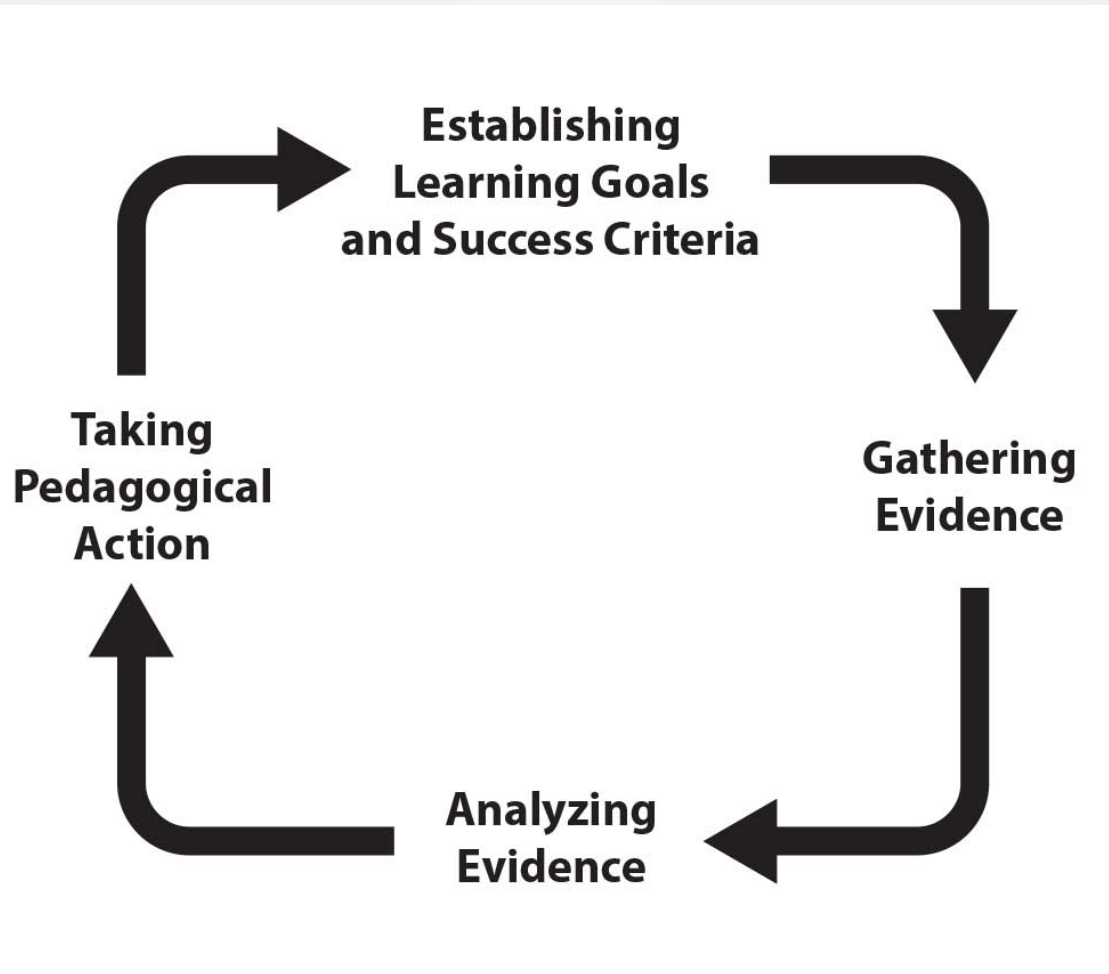 Establishing
Learning Goals
and Success Criteria
Gathering
Evidence
Analyzing
Evidence
Taking
Pedagogical
Action